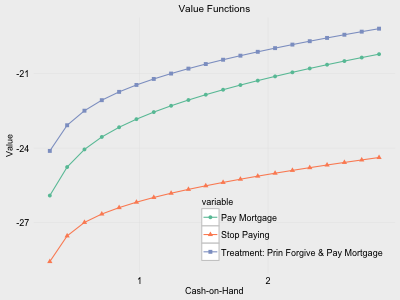 Value Functions
Value
-21
-24
-27
variable
Pay Mortgage
Stop Paying
Treatment: Prin Forgive & Pay Mortgage
1
2
Cash-on-Hand